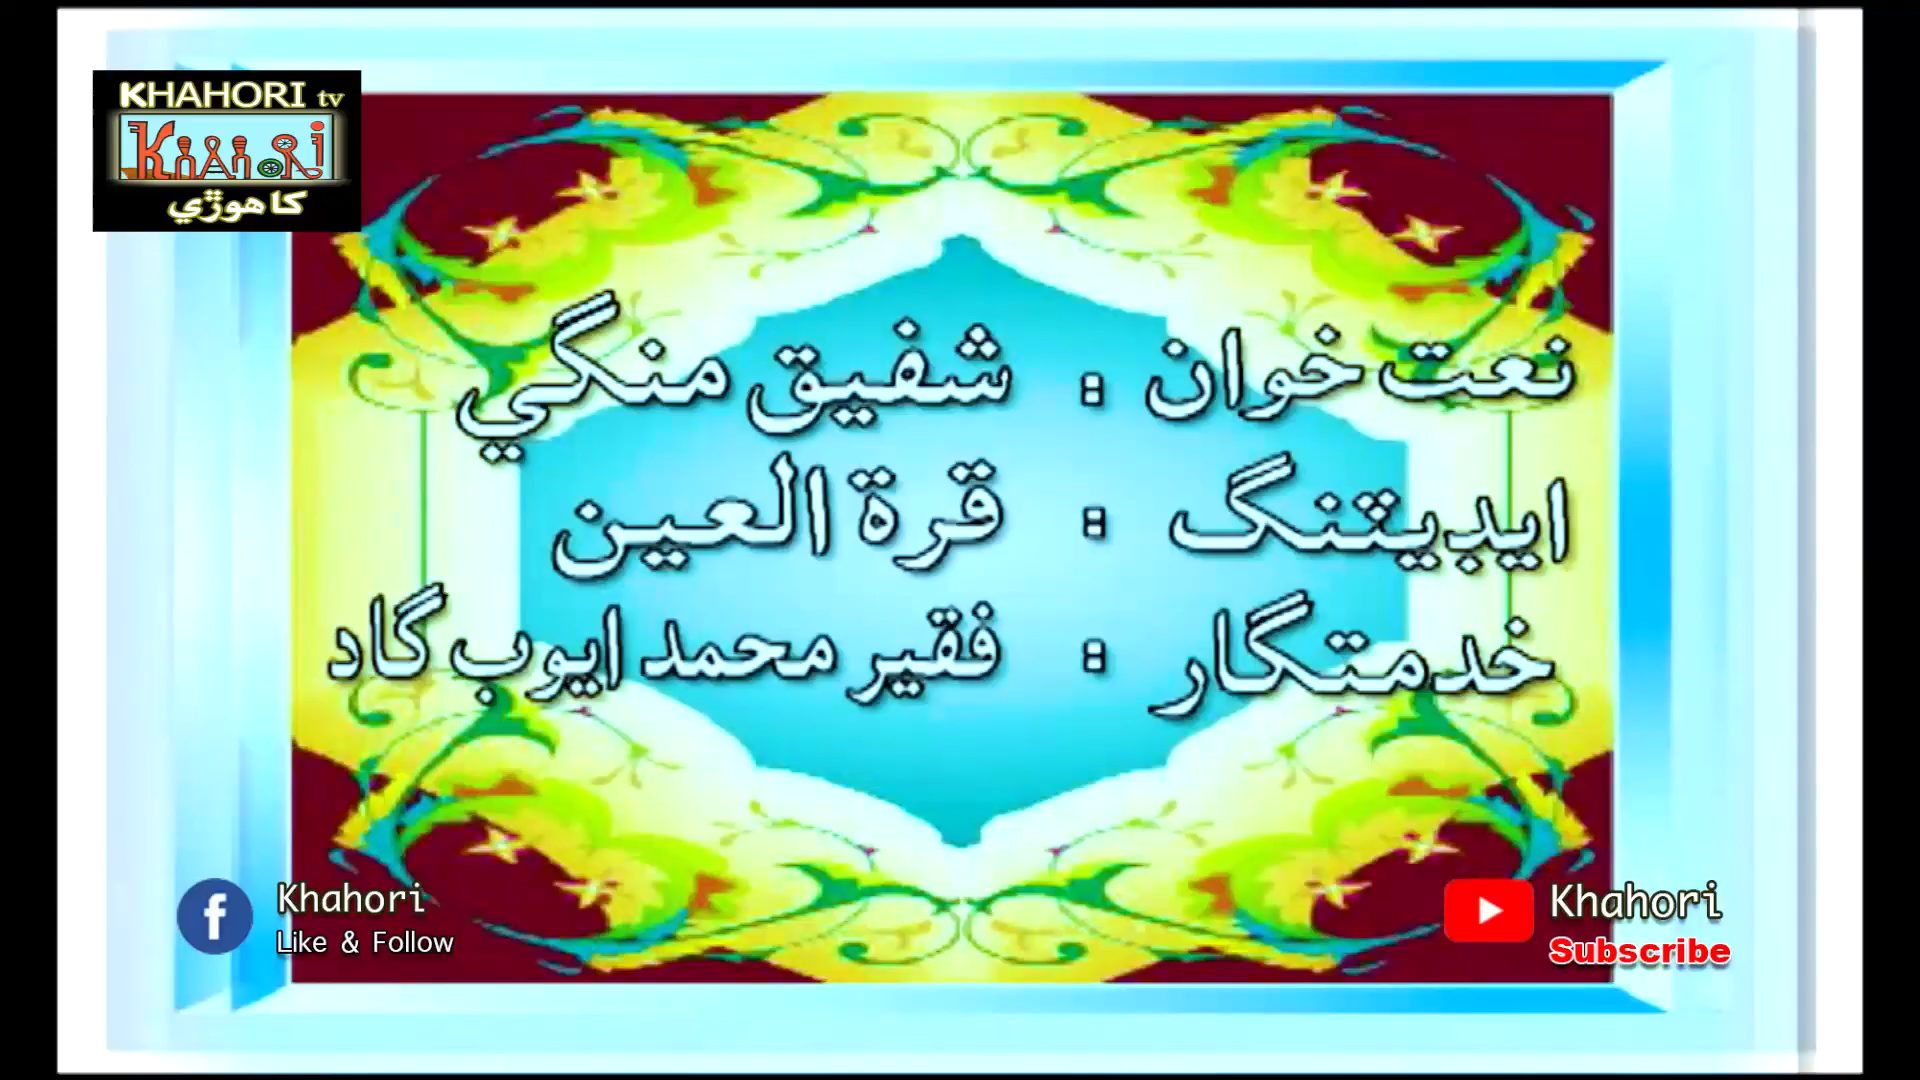 KHAHORI tv
KHAHORI
کاھوڙي
نعت خوان : شفيق منگي
ايڊيٽنگ : قرة العين
خدمتگار : فقير محمد ايوب گاد
Khahori
Like & Follow
Khahori
Subscribe